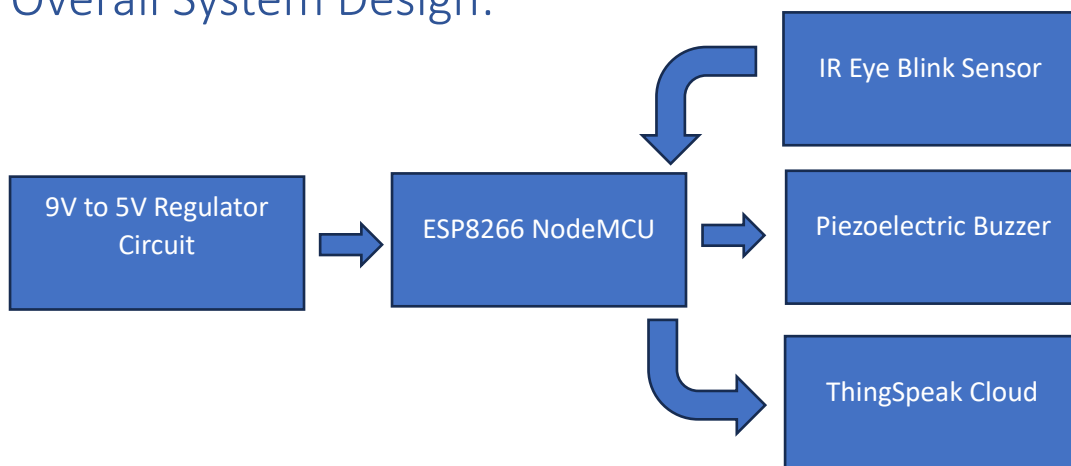 Overall System Design:
IR Eye Blink Sensor
9V to 5V Regulator
Circuit
ESP8266 NodeMCU
Piezoelectric Buzzer
ThingSpeak Cloud